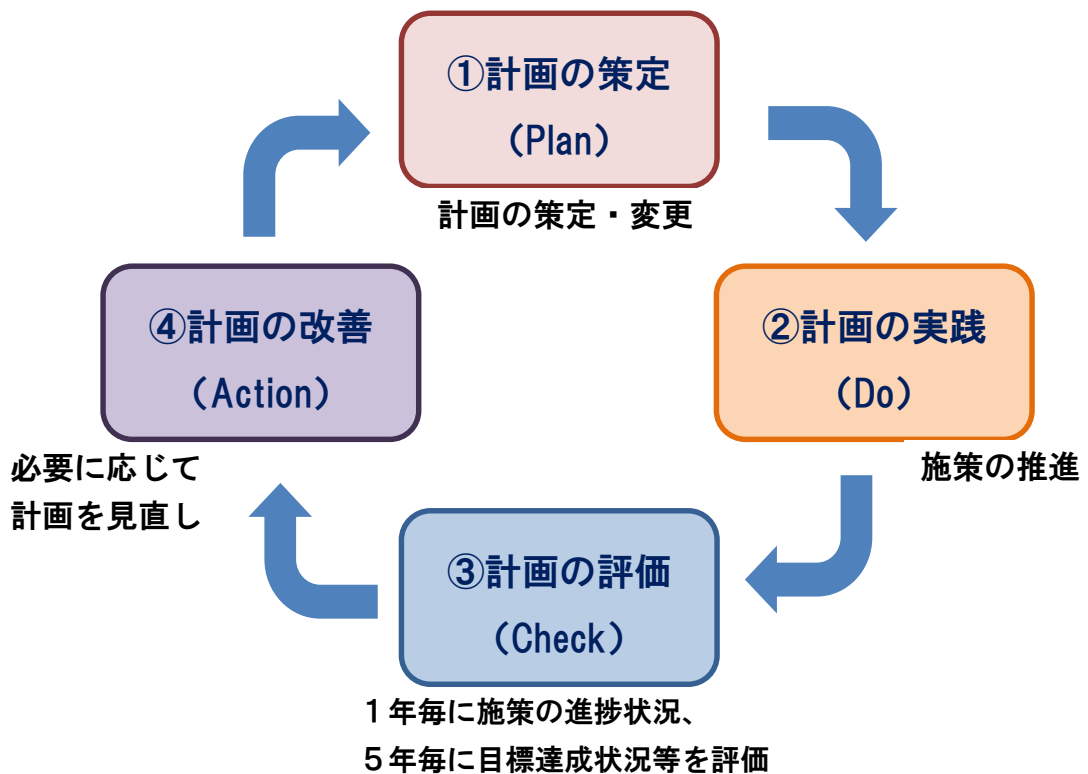 ①計画の策定
（Plan）
計画の策定・変更
②計画の実践
（Do）
施策の推進
③計画の評価
（Check）
１年毎に施策の進捗状況、
５年毎に目標達成状況等を評価
④計画の改善
（Action）
必要に応じて
計画を見直し